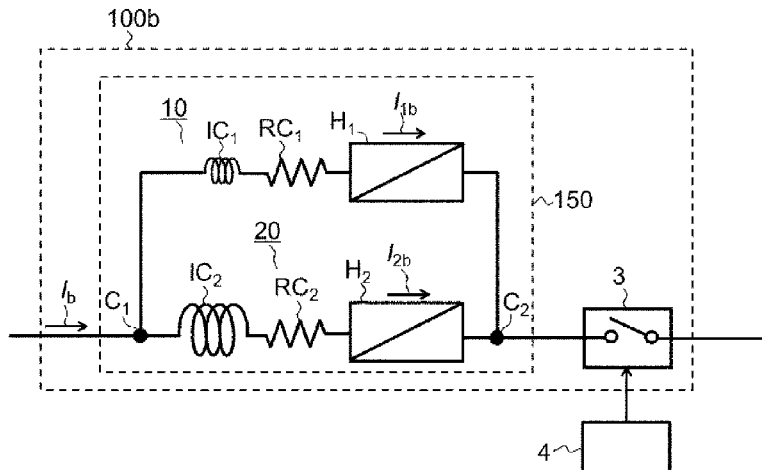 100b
10
IC₁
RC₁
H₁
I₁b
150
20
IC₂
RC₂
H₂
I₂b
Ib
C₁
C₂
3
4